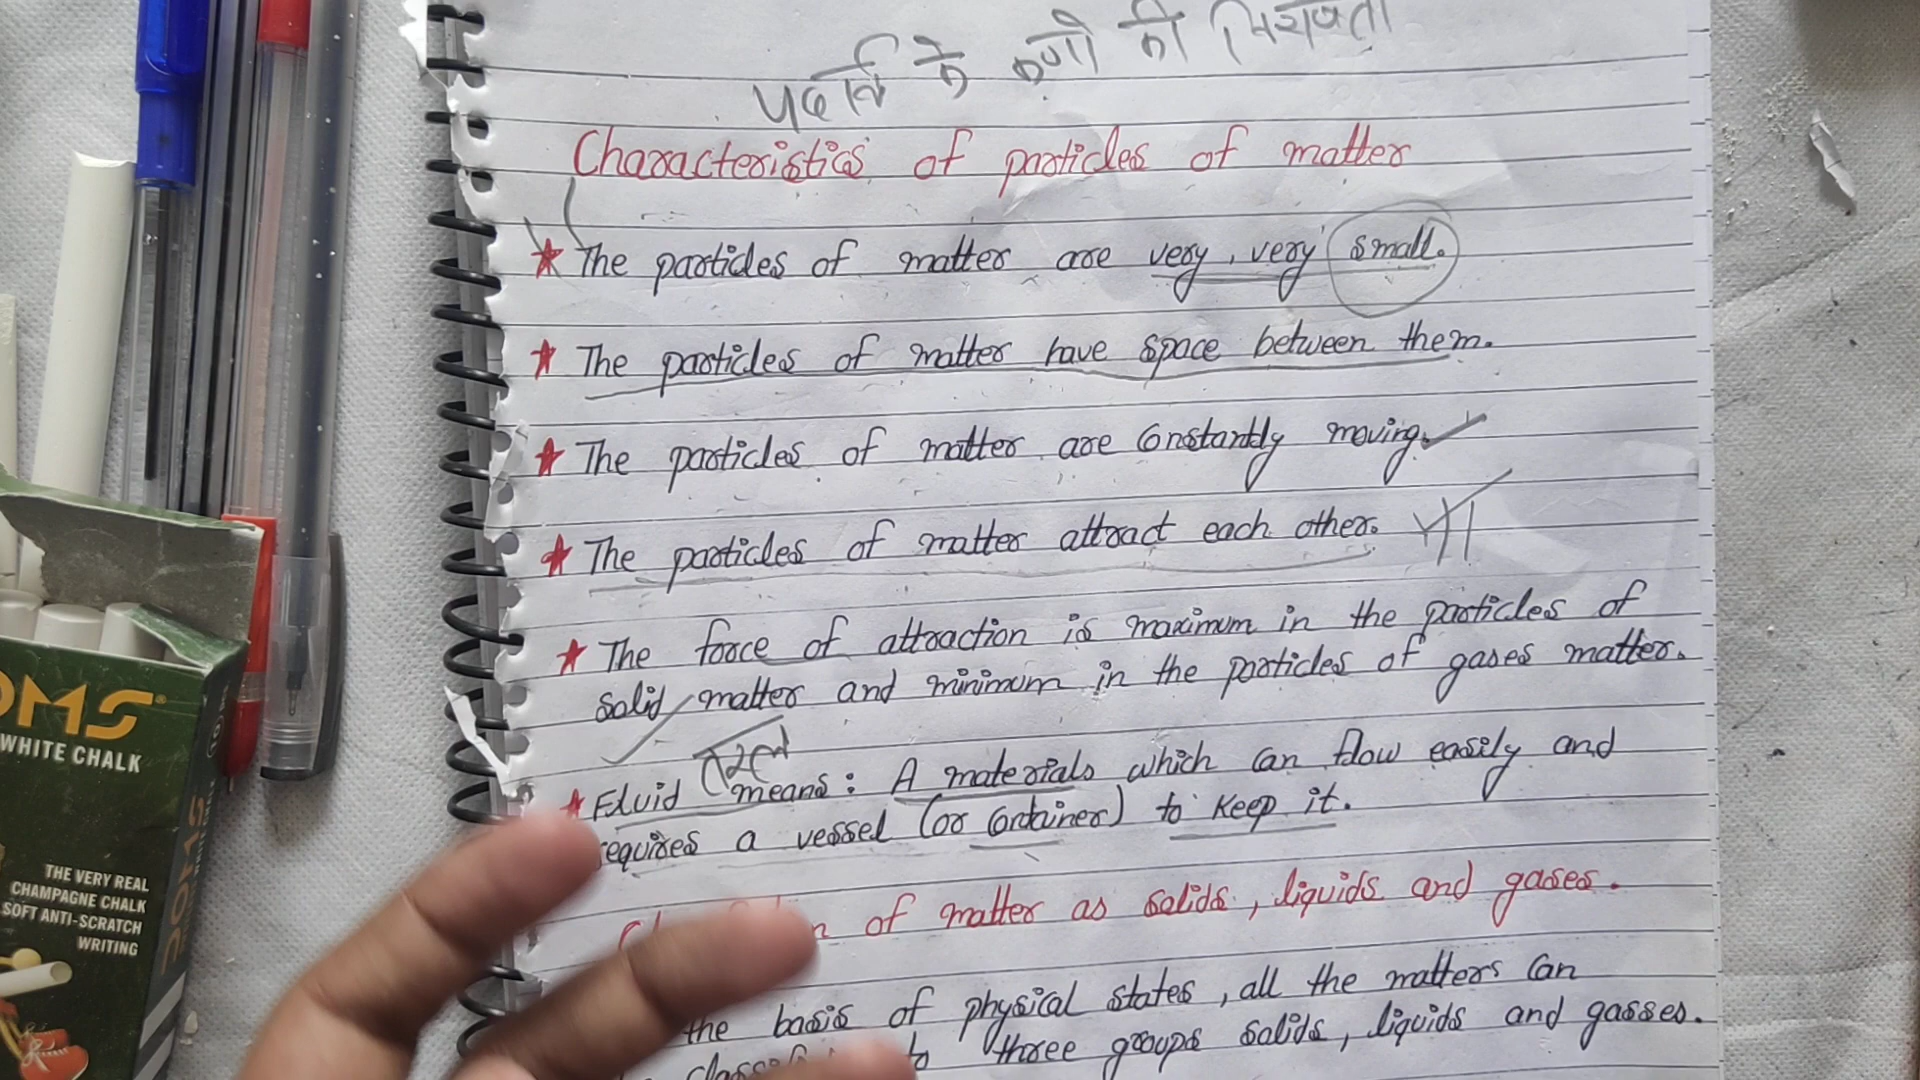 पदार्थ के कणो की विशेषता
Characteristics of particles of matter
The particles of matter are very, very small.
The particles of matter have space between them.
The particles of matter are Constantly moving.
The particles of matter attract each other.
The force of attraction is maximum in the particles of
solid matter and minimum in the particles of gases matter.
तरल
Fluid means: A materials which can flow easily and
requires a vessel (or Container) to keep it.
of matter as solids, liquids and gases.
the basis of physical states, all the matters Can
three groups solids, liquids and gasses.
OMS
WHITE CHALK
THE VERY REAL
CHAMPAGNE CHALK
SOFT ANTI-SCRATCH
WRITING